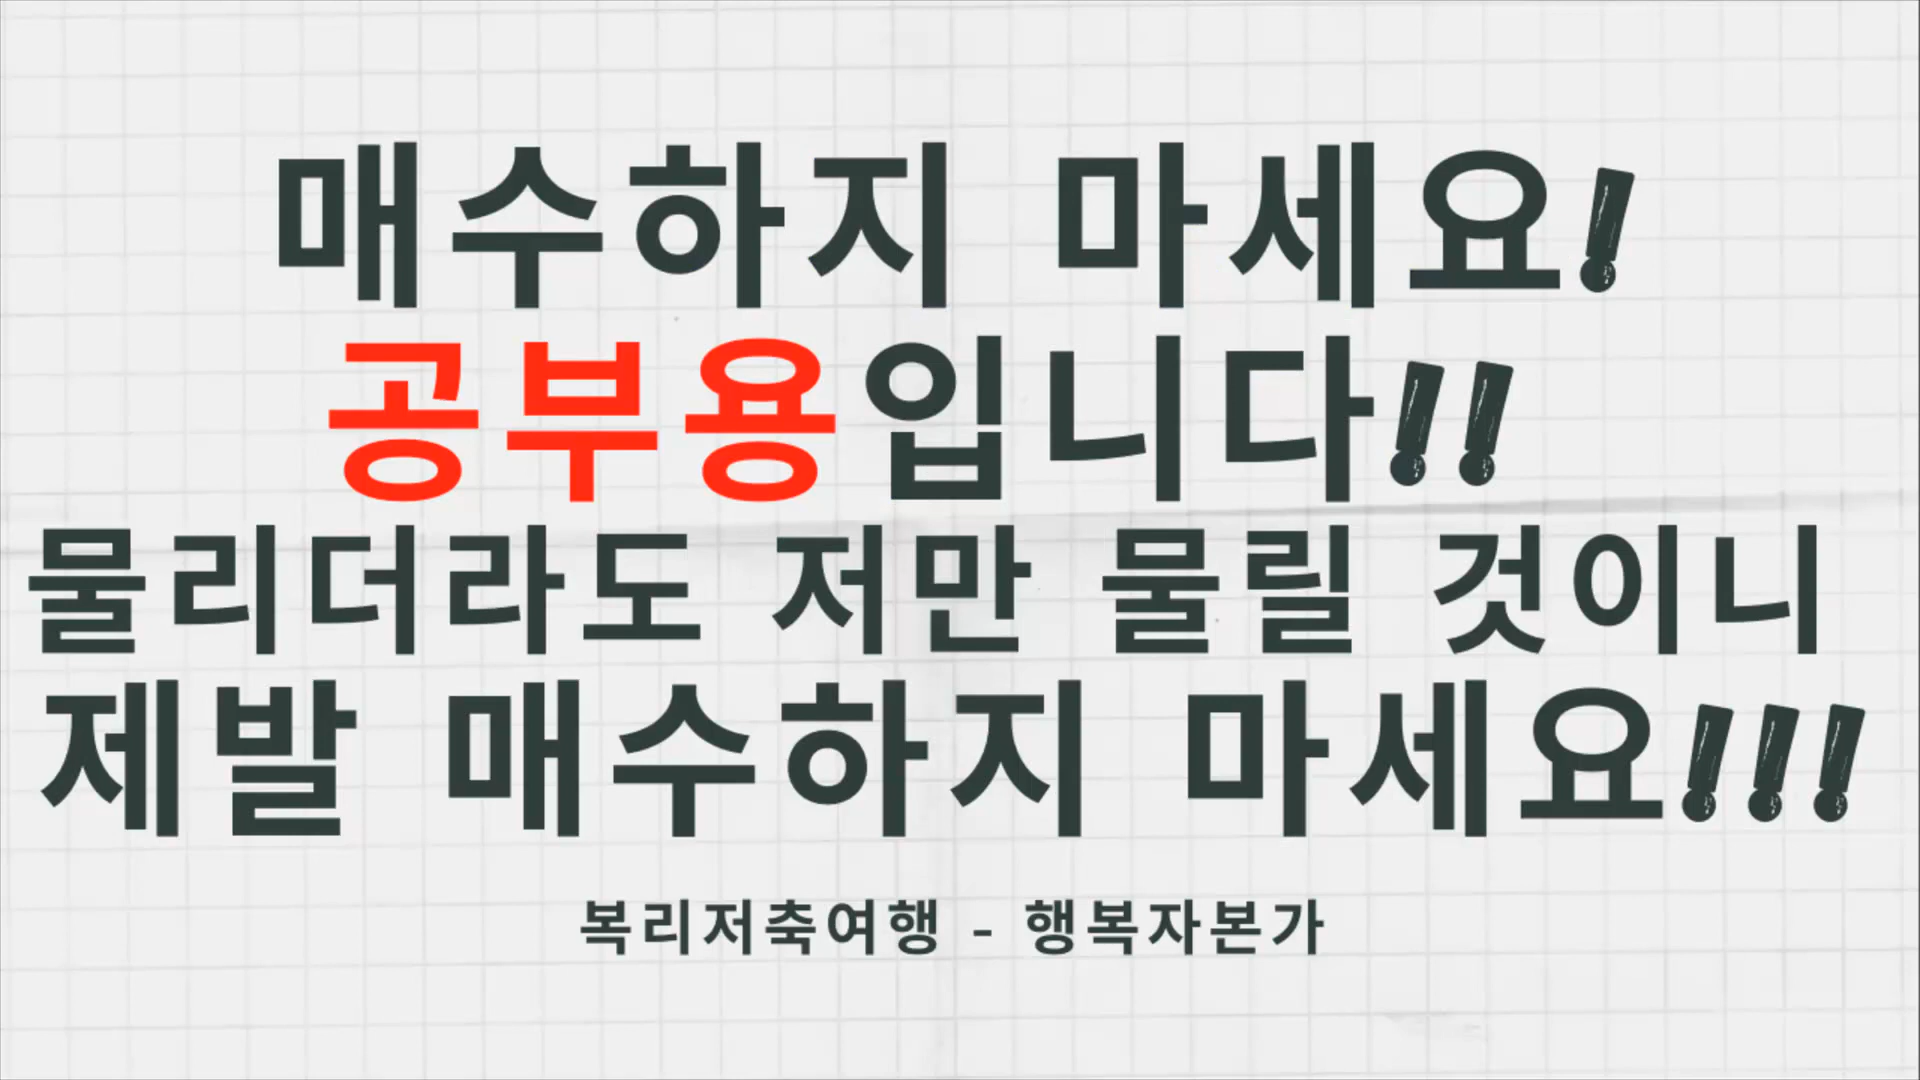 매수하지 마세요!
공부용입니다!!
물리더라도 저만 물릴 것이니
제발 매수하지 마세요!!!
복리저축여행 - 행복자본가